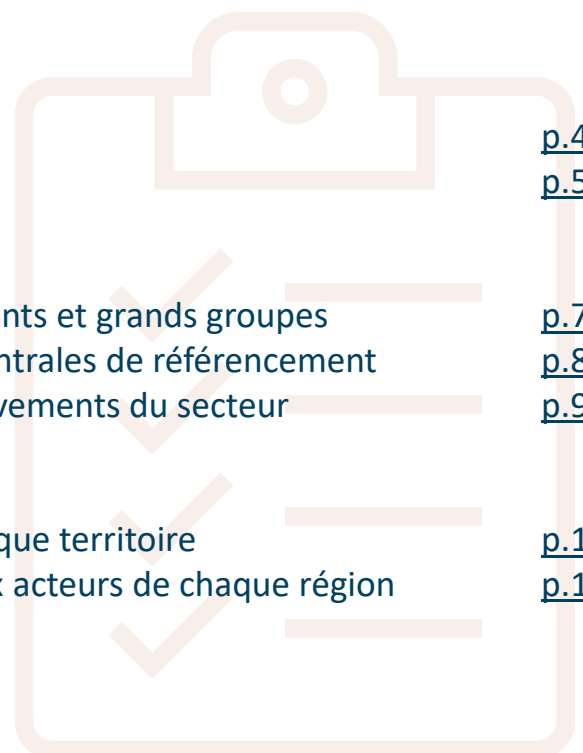 p.4
p.5
nts et grands groupes p.7
ntrales de référencement p.8
vements du secteur p.9
que territoire p.1
x acteurs de chaque région p.1